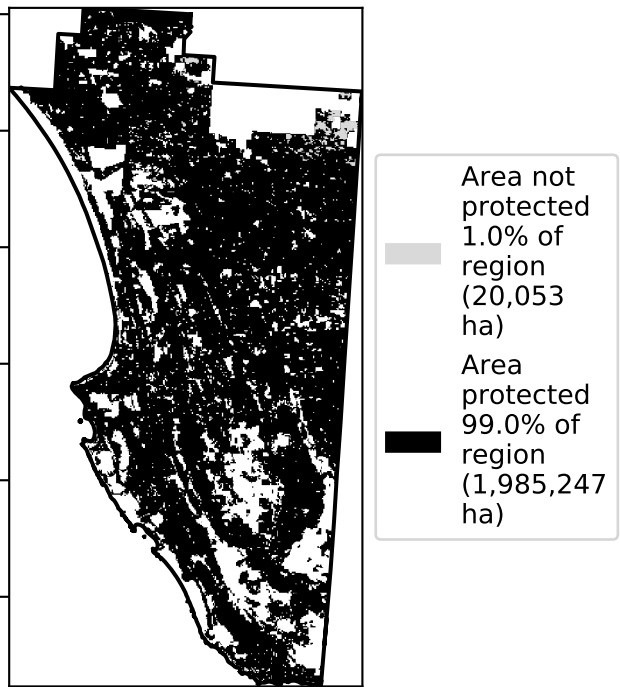 Area not
protected
1.0% of
region
(20,053
ha)
Area
protected
99.0% of
region
(1,985,247
ha)